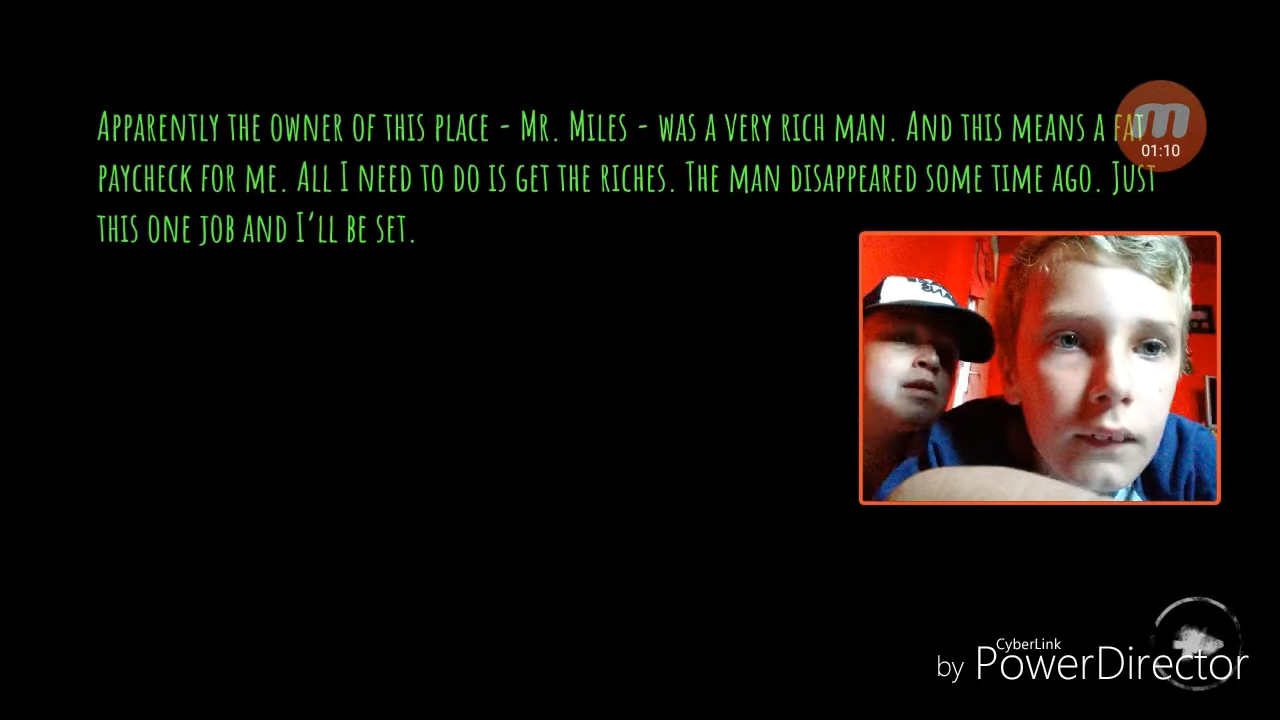 Apparently the owner of this place - Mr. Miles - was a very rich man. And this means a fat
paycheck for me. All I need to do is get the riches. The man disappeared some time ago. Just
this one job and I'll be set.
01:10
CyberLink
by PowerDirector